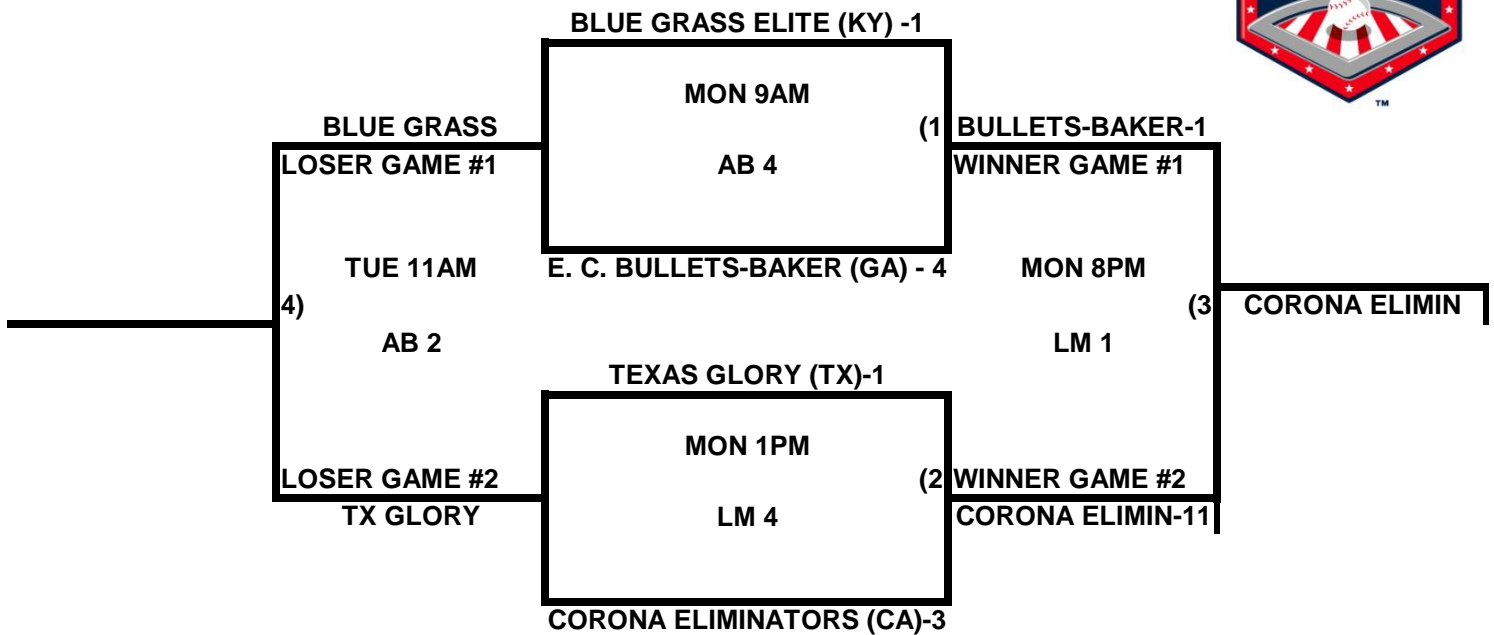 BLUE GRASS ELITE (KY) -1
MON 9AM
TM
BLUE GRASS
(1 BULLETS-BAKER-1
LOSER GAME #1
AB 4
WINNER GAME #1
TUE 11AM
E. C. BULLETS-BAKER (GA) - 4
MON 8PM
4)
(3
CORONA ELIMIN
AB 2
LM 1
TEXAS GLORY (TX)-1
MON 1PM
LOSER GAME #2
(2 WINNER GAME #2
TX GLORY
LM 4
CORONA ELIMIN-11
CORONA ELIMINATORS (CA)-3